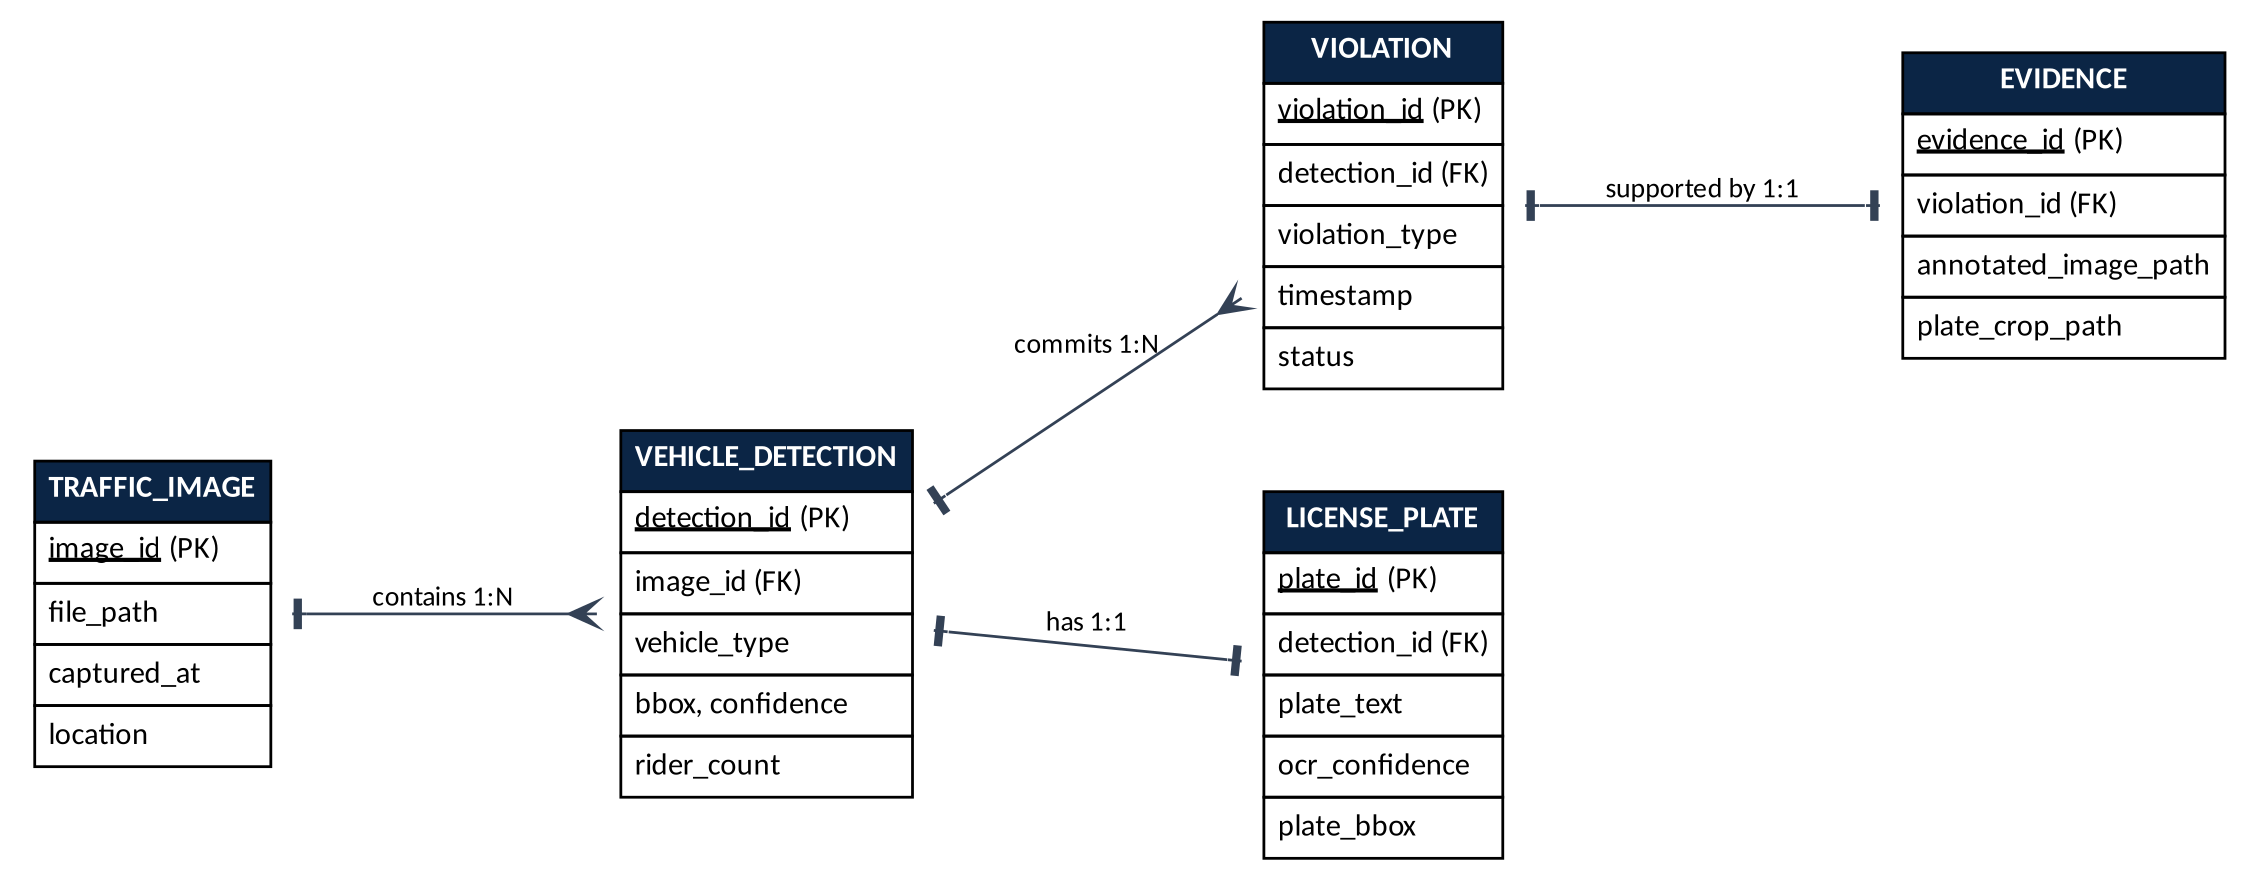 TRAFFIC_IMAGE
image_id (PK)
file_path
captured_at
location
contains 1:N
VEHICLE_DETECTION
detection_id (PK)
image_id (FK)
vehicle_type
bbox, confidence
rider_count
commits 1:N
has 1:1
VIOLATION
violation_id (PK)
detection_id (FK)
violation_type
timestamp
status
LICENSE_PLATE
plate_id (PK)
detection_id (FK)
plate_text
ocr_confidence
plate_bbox
supported by 1:1
EVIDENCE
evidence_id (PK)
violation_id (FK)
annotated_image_path
plate_crop_path